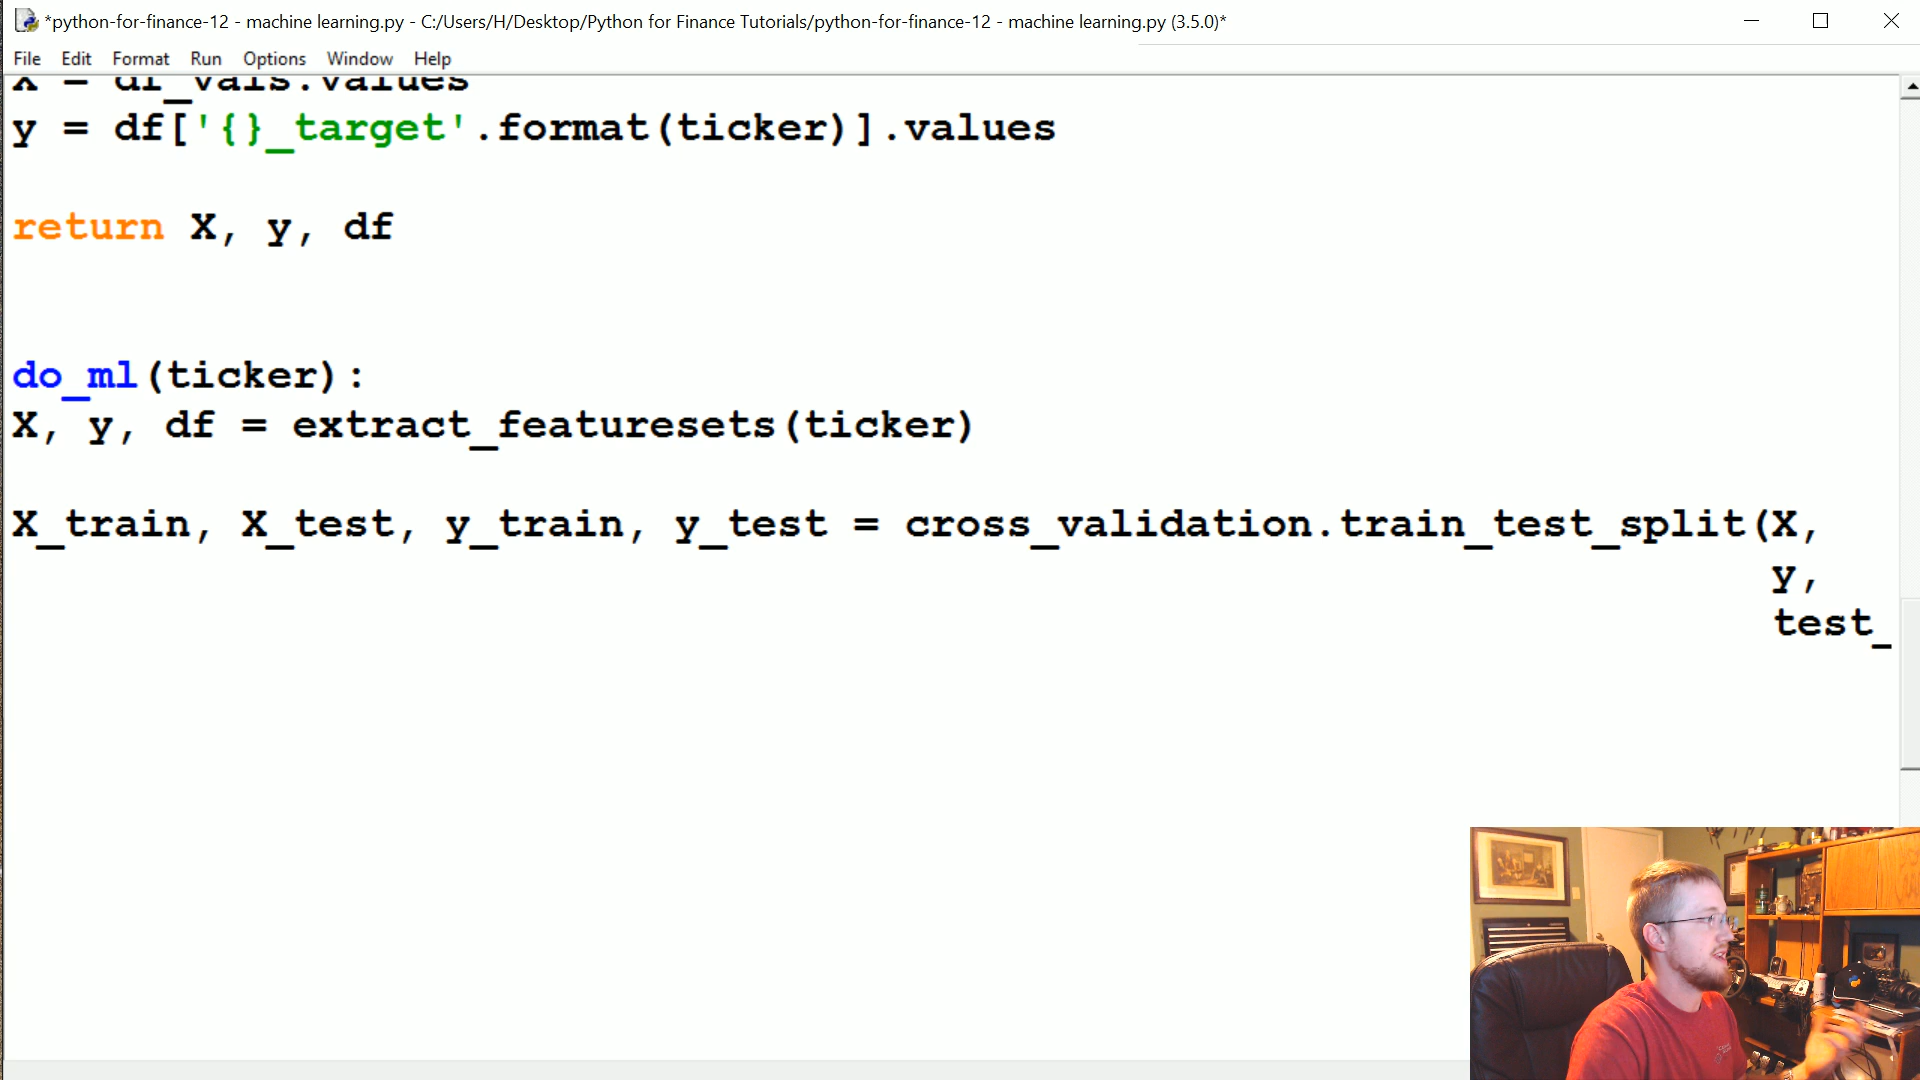 *python-for-finance-12 - machine learning.py - C:/Users/H/Desktop/Python for Finance Tutorials/python-for-finance-12 - machine learning.py (3.5.0)*
File Edit Format Run Options Window Help
X = df_vals.values
y = df['{}_target'.format(ticker)].values
return X, y, df
do_ml(ticker):
X, y, df = extract_featuresets(ticker)
X_train, X_test, y_train, y_test = cross_validation.train_test_split(X,
y,
test_